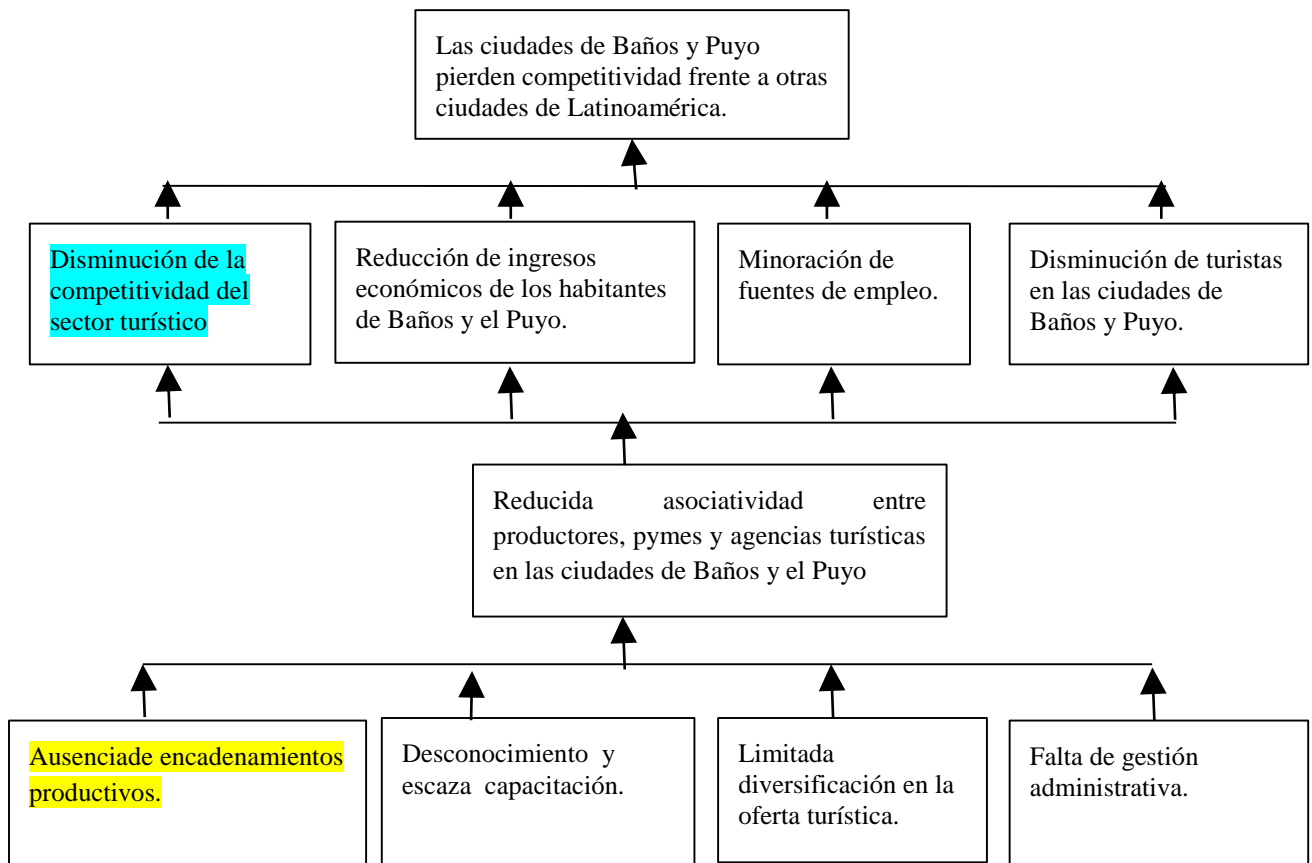 Las ciudades de Baños y Puyo
pierden competitividad frente a otras
ciudades de Latinoamérica.
Disminución de la
competitividad del
sector turístico
Reducción de ingresos
económicos de los habitantes
de Baños y el Puyo.
Minoración de
fuentes de empleo.
Disminución de turistas
en las ciudades de
Baños y Puyo.
Reducida asociatividad entre
productores, pymes y agencias turísticas
en las ciudades de Baños y el Puyo
Ausenciade encadenamientos
productivos.
Desconocimiento y
escaza capacitación.
Limitada
diversificación en la
oferta turística.
Falta de gestión
administrativa.